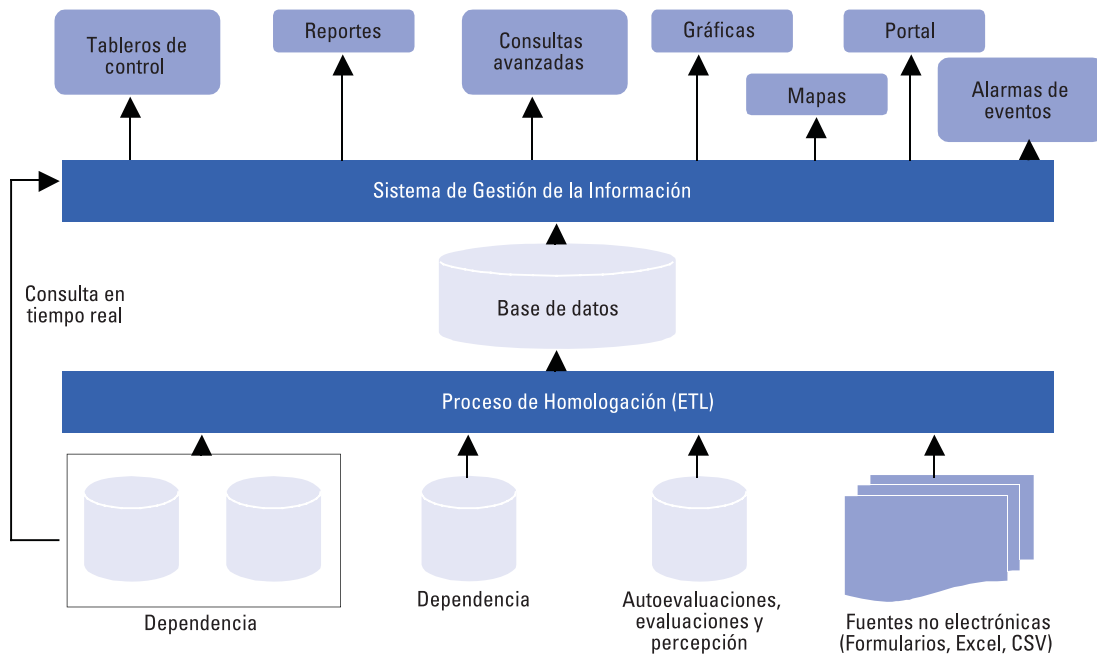 Tableros de
control
Reportes
Consultas
avanzadas
Gráficas
Mapas
Portal
Alarmas de
eventos
Sistema de Gestión de la Información
Consulta en
tiempo real
Base de datos
Proceso de Homologación (ETL)
Dependencia
Dependencia
Autoevaluaciones,
evaluaciones y
percepción
Fuentes no electrónicas
(Formularios, Excel, CSV)